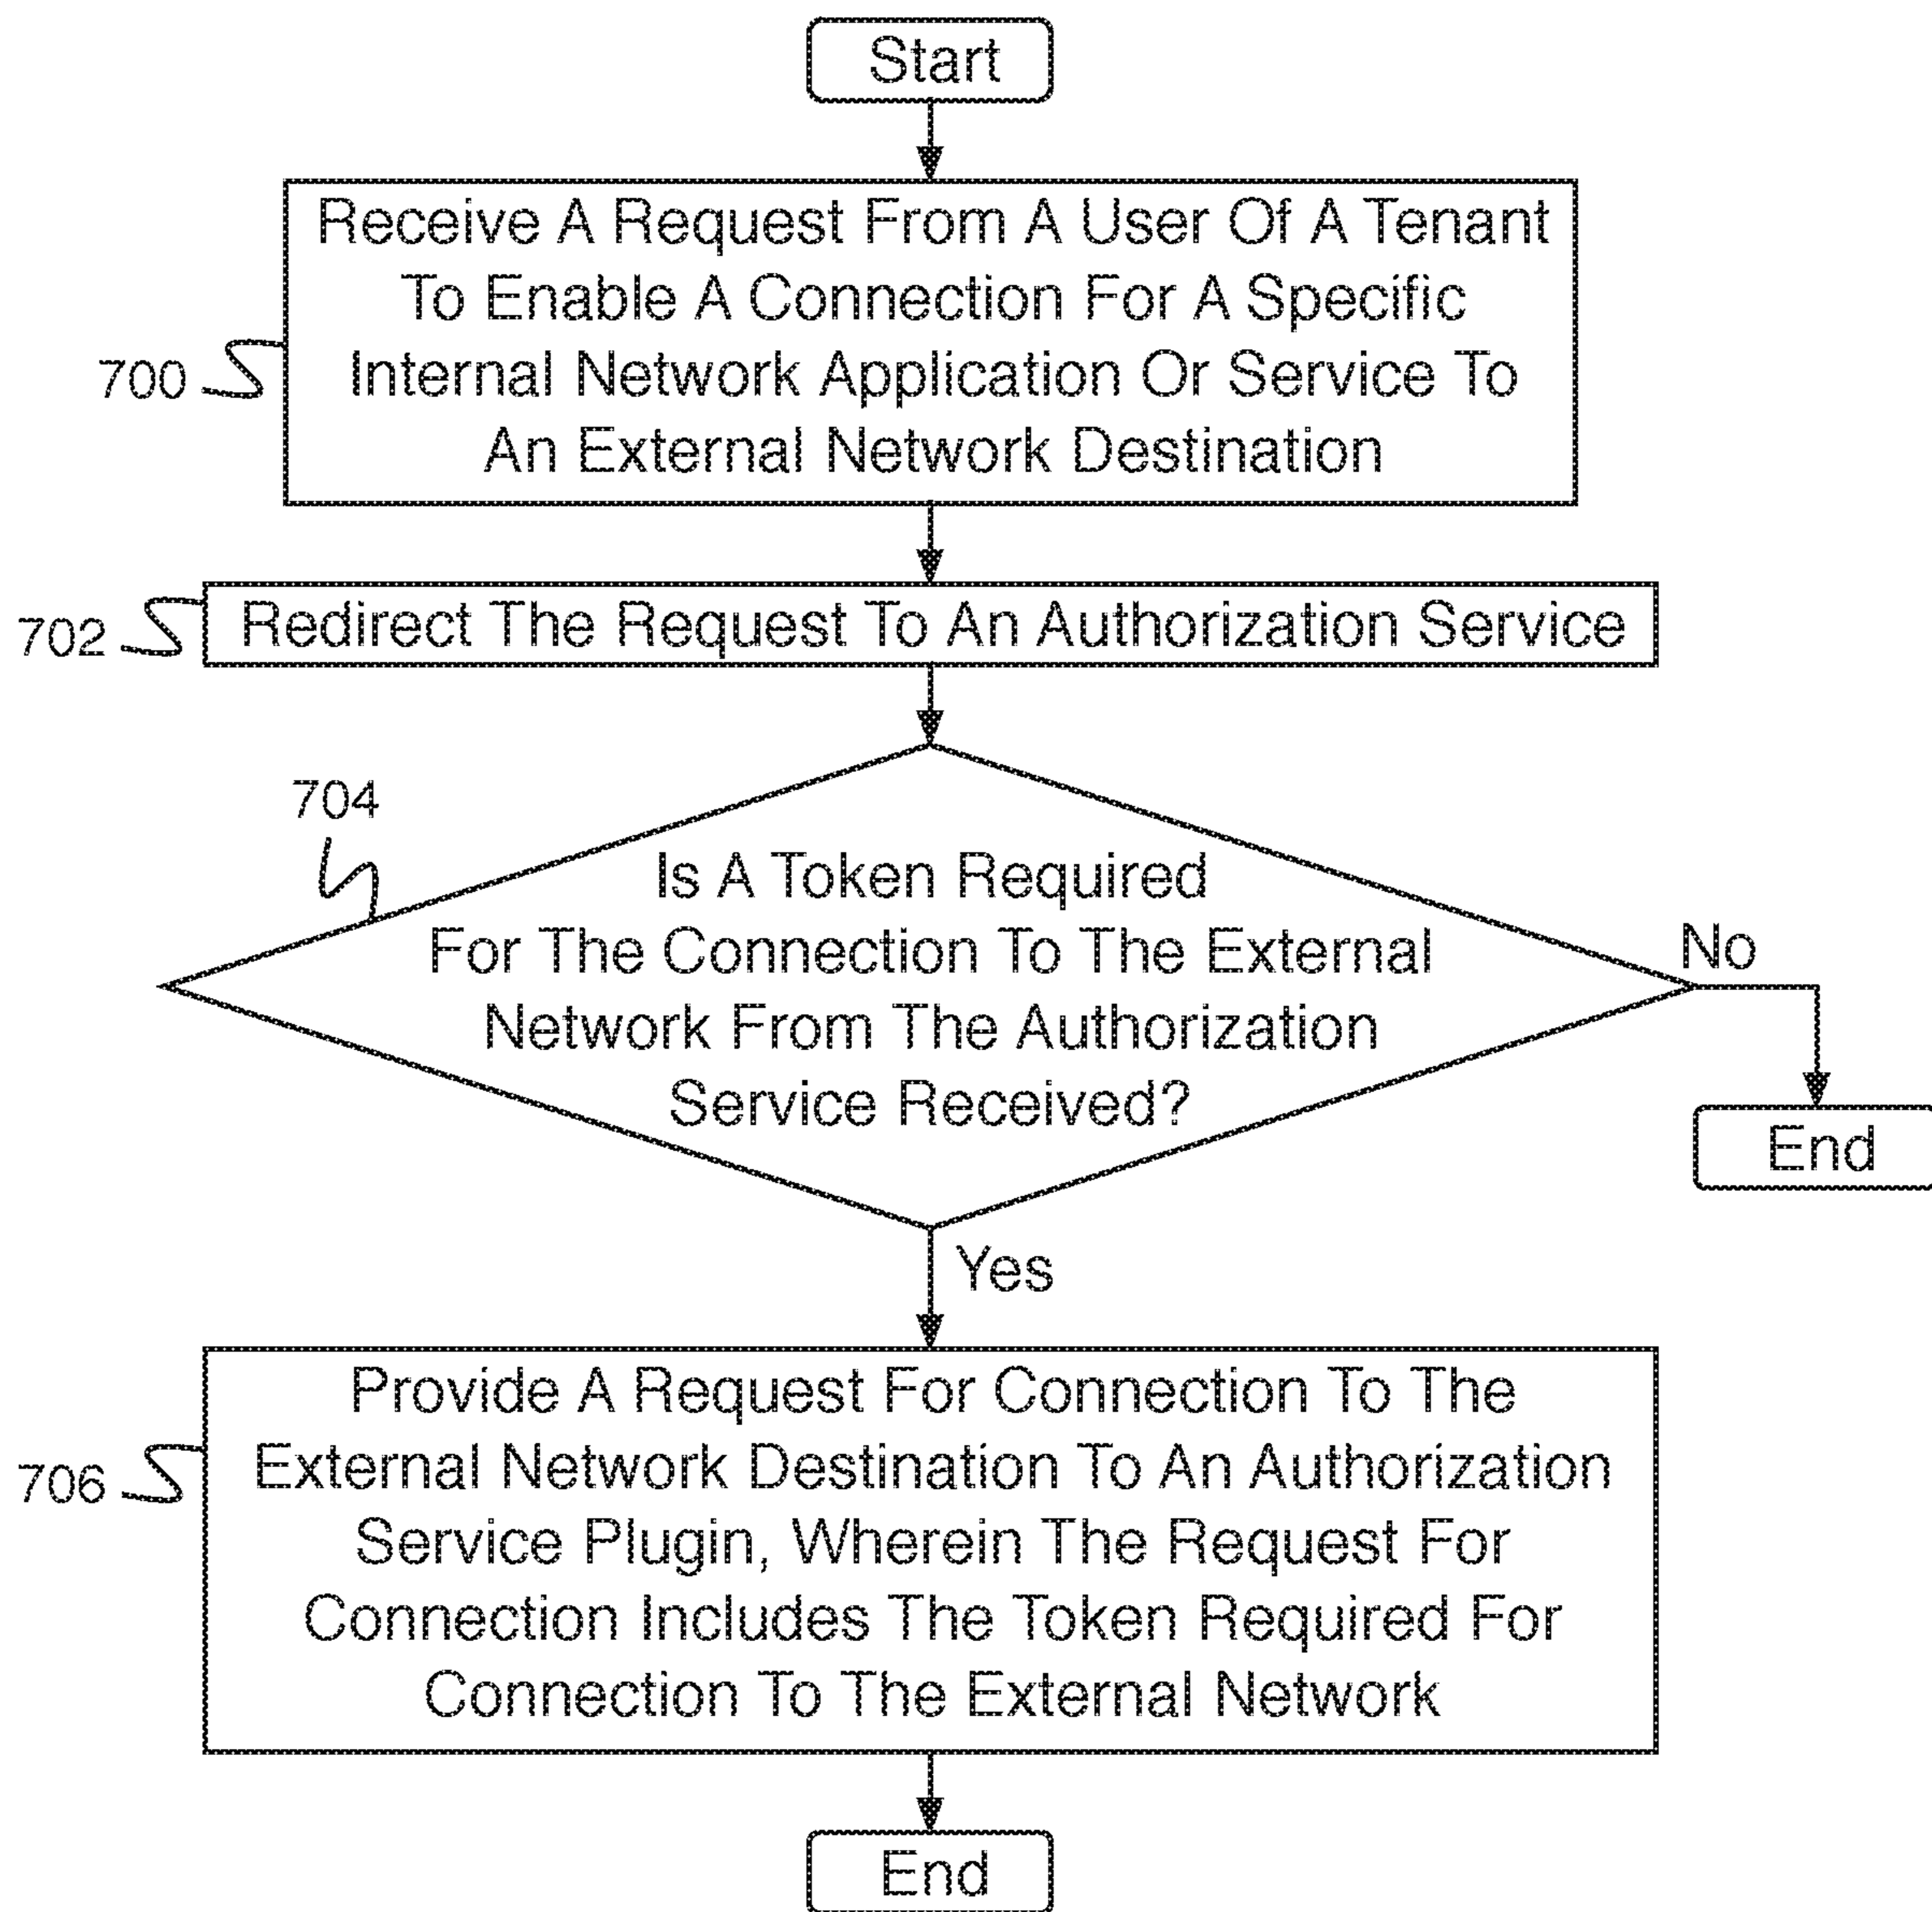 Start
Receive A Request From A User Of A Tenant
To Enable A Connection For A Specific
Internal Network Application Or Service To
An External Network Destination
700
702
Redirect The Request To An Authorization Service
704
Is A Token Required
For The Connection To The External
Network From The Authorization
Service Received?
No
End
Yes
Provide A Request For Connection To The
External Network Destination To An Authorization
Service Plugin, Wherein The Request For
Connection Includes The Token Required For
Connection To The External Network
706
End